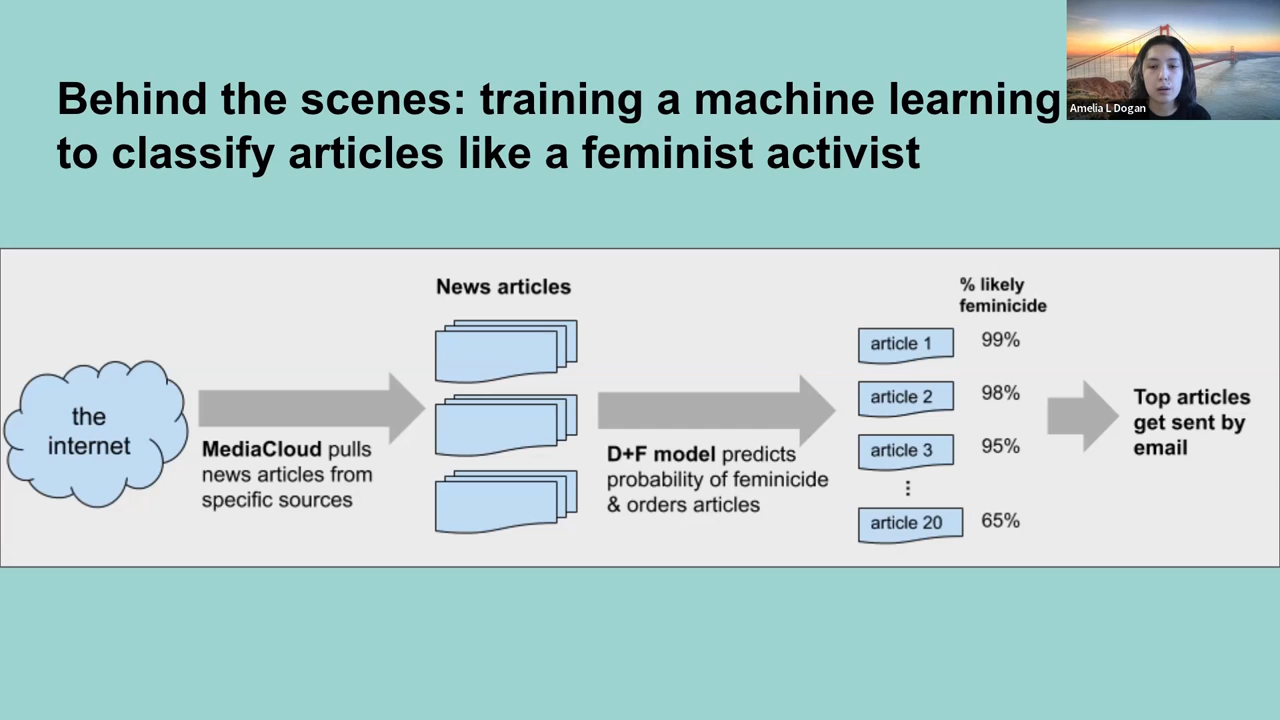 Behind the scenes: training a machine learning
to classify articles like a feminist activist
Amelia L Dogan
the
internet
MediaCloud pulls
news articles from
specific sources
News articles
D+F model predicts
probability of feminicide
& orders articles
% likely
feminicide
article 1 99%
article 2 98%
article 3 95%
⋮
article 20 65%
Top articles
get sent by
email